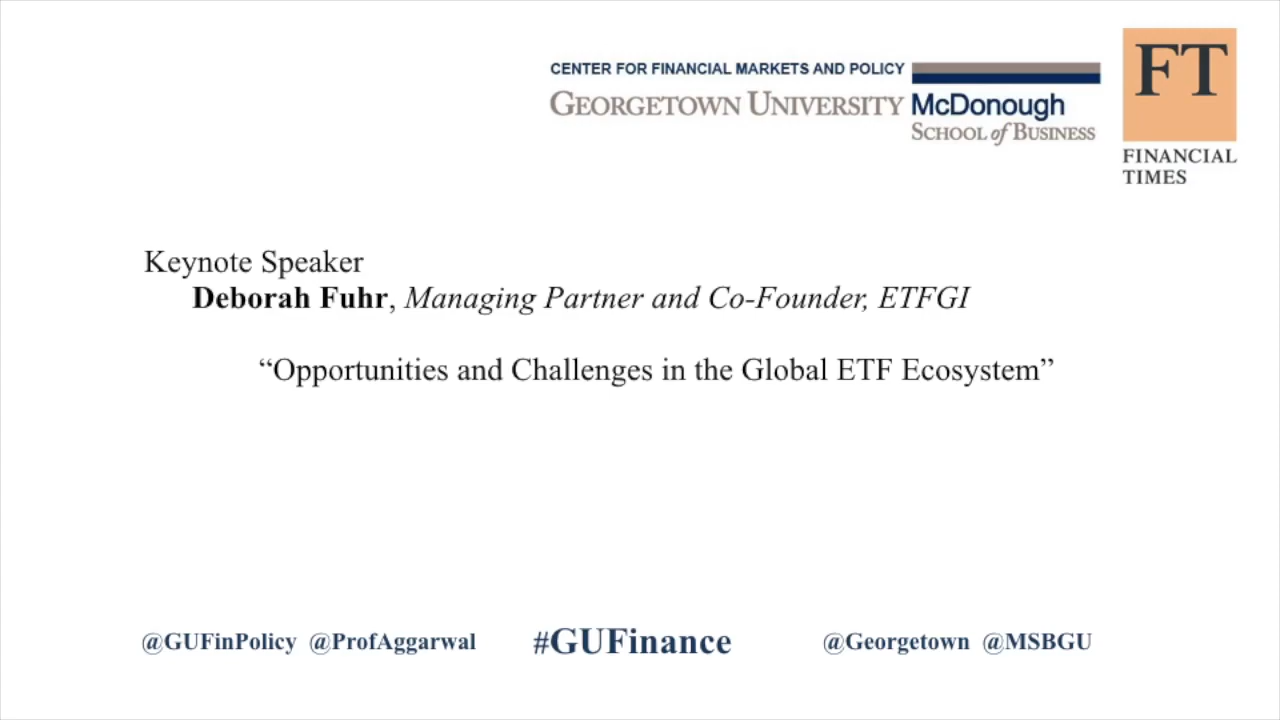 CENTER FOR FINANCIAL MARKETS AND POLICY
GEORGETOWN UNIVERSITY McDonough
SCHOOL of BUSINESS
FT
FINANCIAL
TIMES
Keynote Speaker
Deborah Fuhr, Managing Partner and Co-Founder, ETFGI
“Opportunities and Challenges in the Global ETF Ecosystem”
@GUFinPolicy @ProfAggarwal #GUFinance @Georgetown @MSBGU